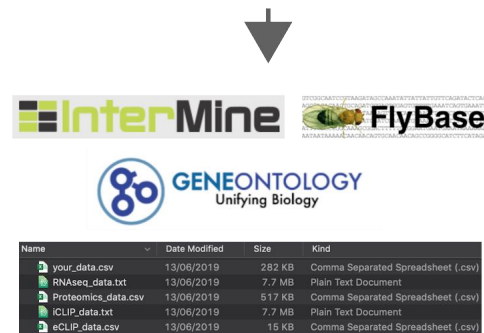 InterMine
FlyBase
GENEONTOLOGY
Unifying Biology
Name Date Modified Size Kind
your_data.csv 13/06/2019 282 KB Comma Separated Spreadsheet (.csv)
RNAseq_data.txt 13/06/2019 7.7 MB Plain Text Document
Proteomics_data.csv 13/06/2019 517 KB Comma Separated Spreadsheet (.csv)
iCLIP_data.txt 13/06/2019 7.7 MB Plain Text Document
eCLIP_data.csv 13/06/2019 15 KB Comma Separated Spreadsheet (.csv)